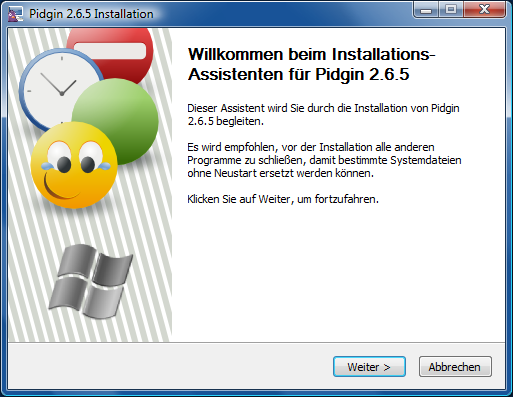 Pidgin 2.6.5 Installation
Willkommen beim Installations-
Assistenten für Pidgin 2.6.5
Dieser Assistent wird Sie durch die Installation von Pidgin
2.6.5 begleiten.
Es wird empfohlen, vor der Installation alle anderen
Programme zu schließen, damit bestimmte Systemdateien
ohne Neustart ersetzt werden können.
Klicken Sie auf Weiter, um fortzufahren.
Weiter >
Abbrechen